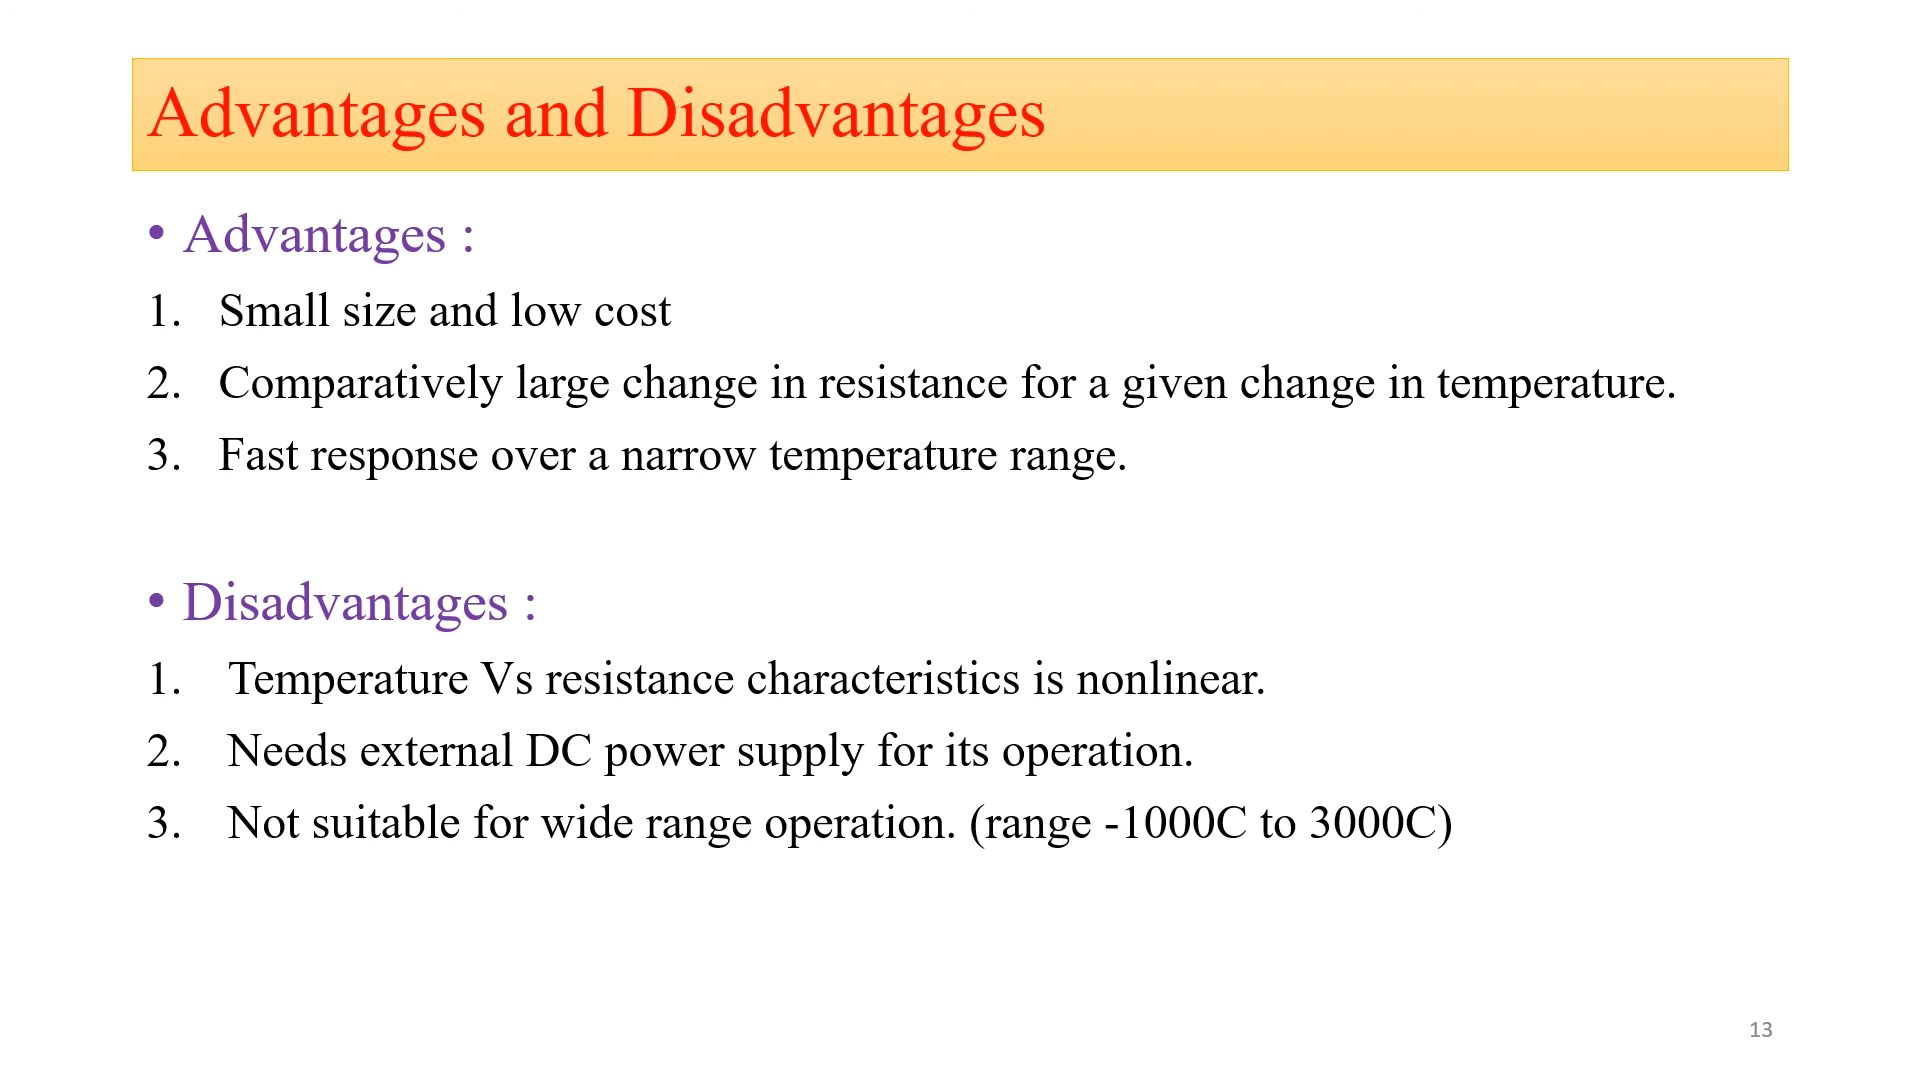 Advantages and Disadvantages
• Advantages :
1. Small size and low cost
2. Comparatively large change in resistance for a given change in temperature.
3. Fast response over a narrow temperature range.
• Disadvantages :
1. Temperature Vs resistance characteristics is nonlinear.
2. Needs external DC power supply for its operation.
3. Not suitable for wide range operation. (range -1000C to 3000C)
13